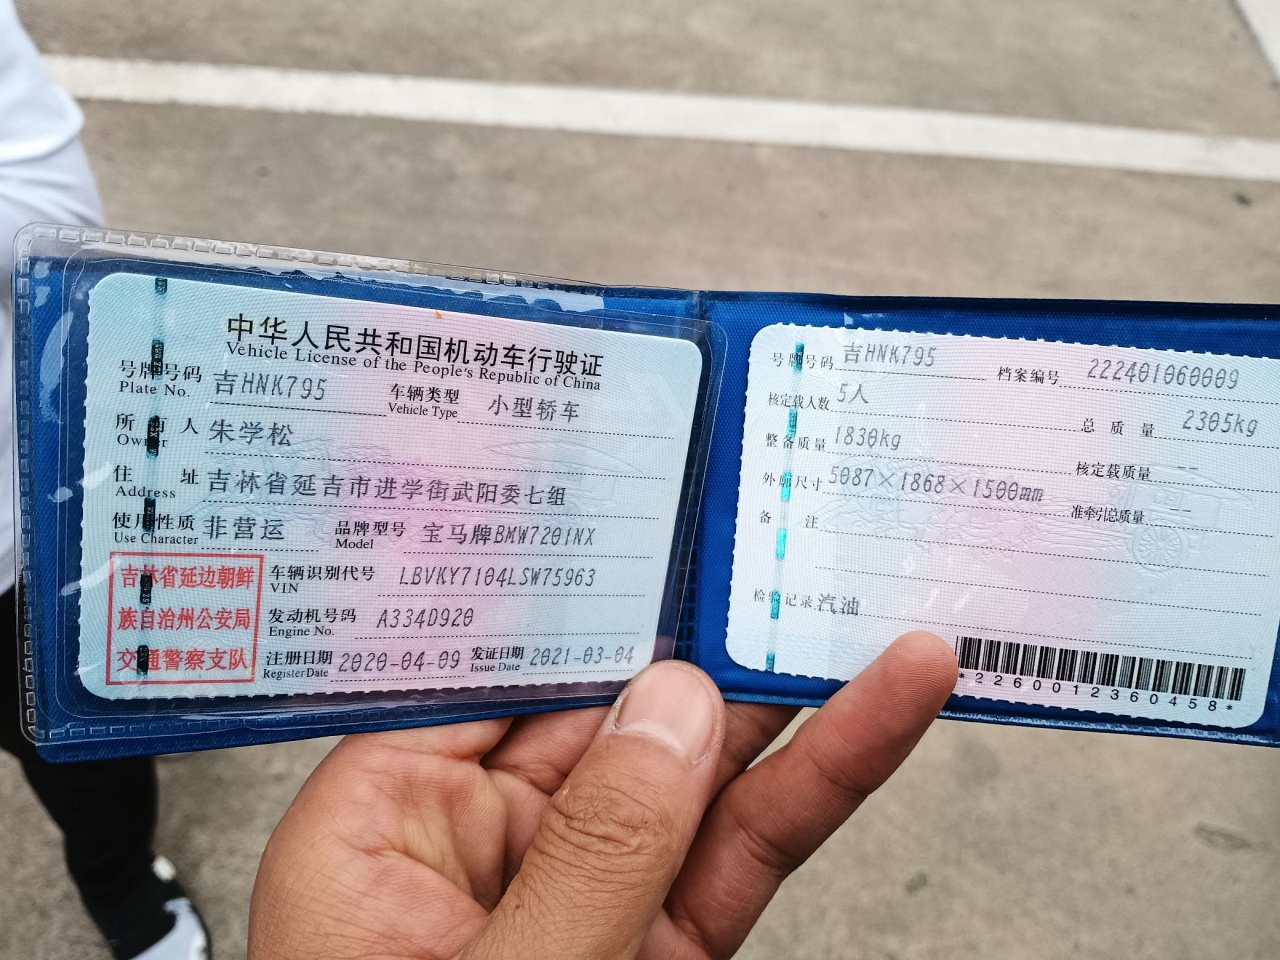 中华人民共和国机动车行驶证
Vehicle License of the People's Republic of China
号牌号码 吉HNK795 车辆类型 小型轿车
Plate No. Vehicle Type
所有人 朱学松
Owner
住址 吉林省延吉市进学街武阳委七组
Address
使用性质 非营运 品牌型号 宝马牌BMW7201NX
Use Character Model
吉林省延边朝鲜
族自治州公安局
交通警察支队
车辆识别代号 LBVKY7104LSW75963
VIN
发动机号码 A334D920
Engine No.
注册日期 2020-04-09 发证日期 2021-03-04
Register Date Issue Date
号牌号码 吉HNK795 档案编号 222401060009
核定载人数 5人 总质量 2305kg
整备质量 1830kg 核定载质量 --
外廓尺寸 5087×1868×1500mm 准牵引总质量 --
备注
检验记录 汽油
*2260012360458*